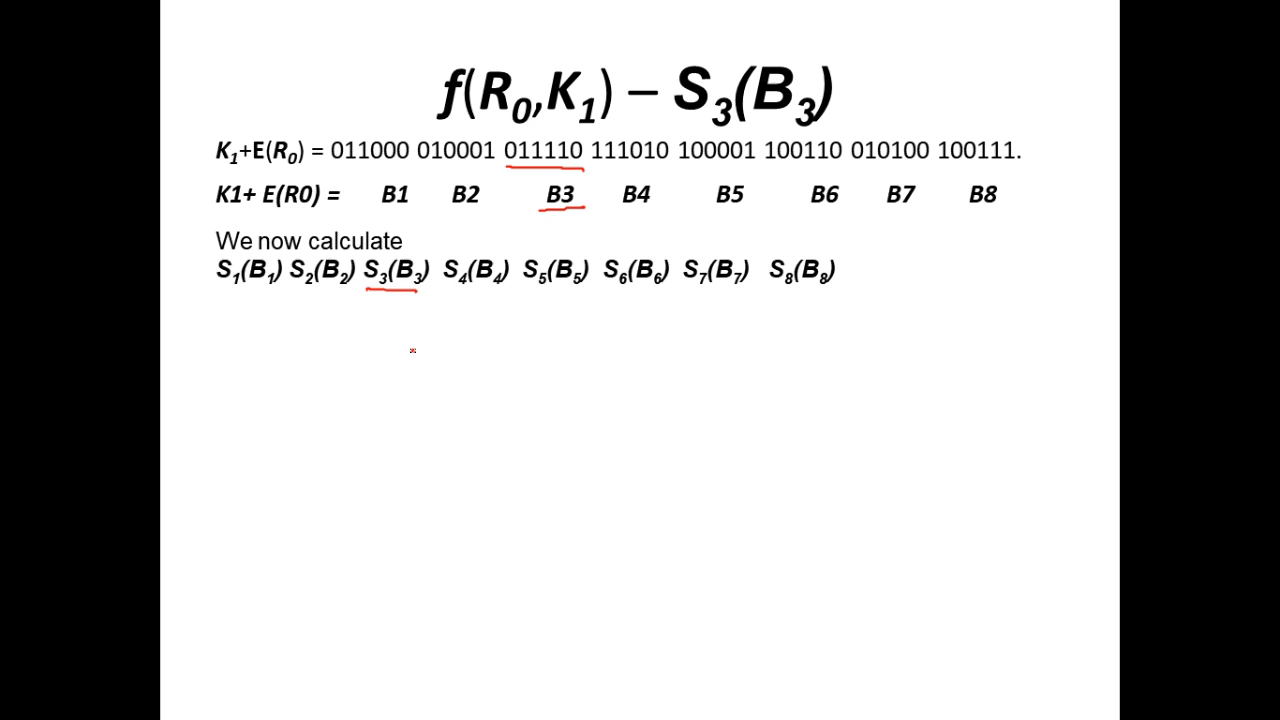 f(R0,K1) – S3(B3)
K1+E(R0) = 011000 010001 011110 111010 100001 100110 010100 100111.
K1+ E(R0) = B1 B2 B3 B4 B5 B6 B7 B8
We now calculate
S1(B1) S2(B2) S3(B3) S4(B4) S5(B5) S6(B6) S7(B7) S8(B8)